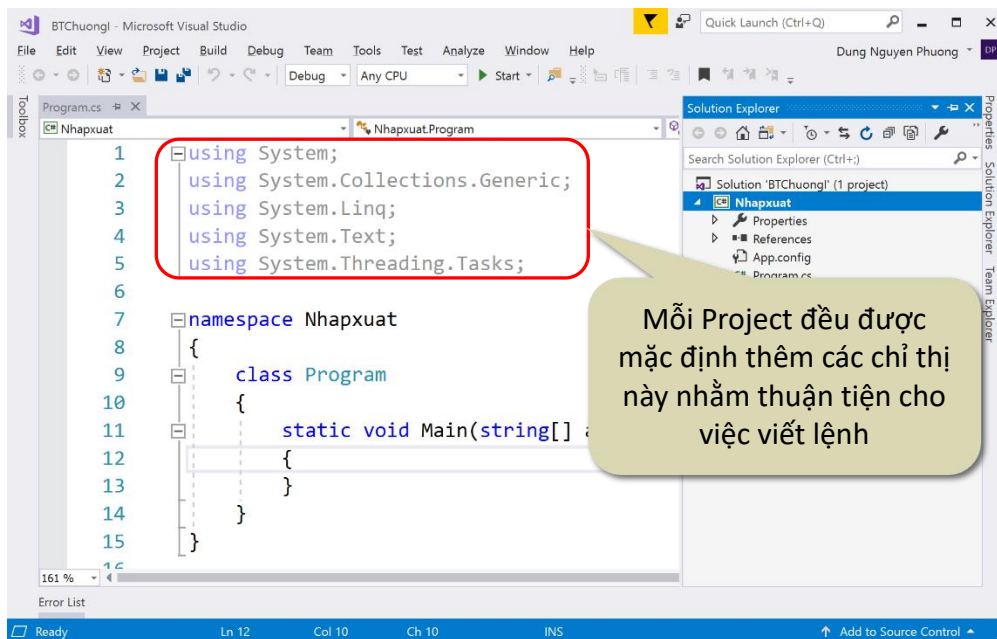 BTChuongI - Microsoft Visual Studio
Quick Launch (Ctrl+Q)
File Edit View Project Build Debug Team Tools Test Analyze Window Help
Dung Nguyen Phuong DP
Debug Any CPU Start
Toolbox
Program.cs
C# Nhapxuat
Nhapxuat.Program
1 using System;
2 using System.Collections.Generic;
3 using System.Linq;
4 using System.Text;
5 using System.Threading.Tasks;
6
7 namespace Nhapxuat
8 {
9 class Program
10 {
11 static void Main(string[] a
12 {
13 }
14 }
15 }
16
161 %
Solution Explorer
Search Solution Explorer (Ctrl+;)
Solution 'BTChuongI' (1 project)
C# Nhapxuat
Properties
References
App.config
C# Program.cs
Properties
Solution Explorer
Team Explorer
Mỗi Project đều được
mặc định thêm các chỉ thị
này nhằm thuận tiện cho
việc viết lệnh
Error List
Ready Ln 12 Col 10 Ch 10 INS Add to Source Control